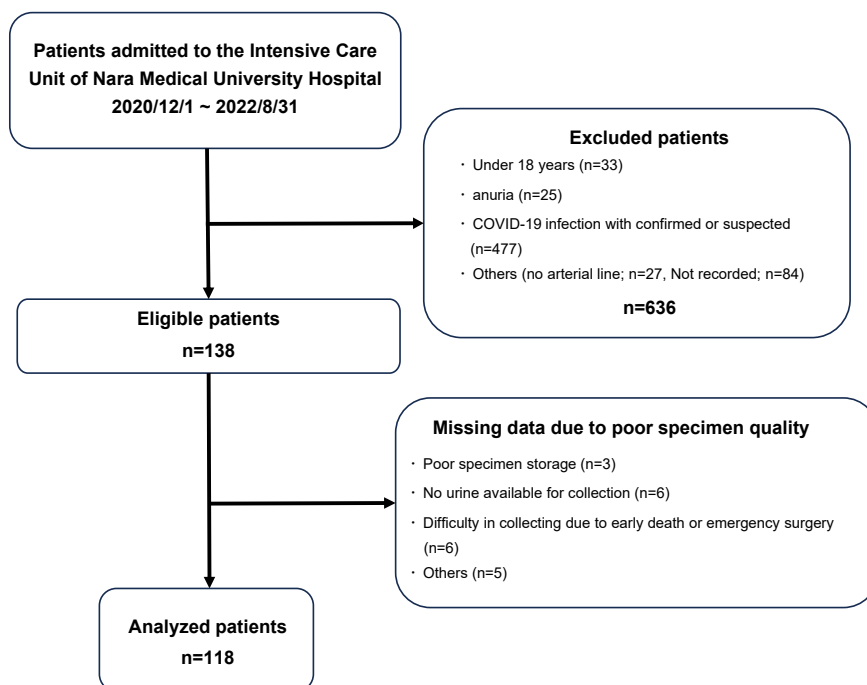 Patients admitted to the Intensive Care
Unit of Nara Medical University Hospital
2020/12/1 ~ 2022/8/31
Excluded patients
・Under 18 years (n=33)
・anuria (n=25)
・COVID-19 infection with confirmed or suspected
(n=477)
・Others (no arterial line; n=27, Not recorded; n=84)
n=636
Eligible patients
n=138
Missing data due to poor specimen quality
・Poor specimen storage (n=3)
・No urine available for collection (n=6)
・Difficulty in collecting due to early death or emergency surgery
(n=6)
・Others (n=5)
Analyzed patients
n=118